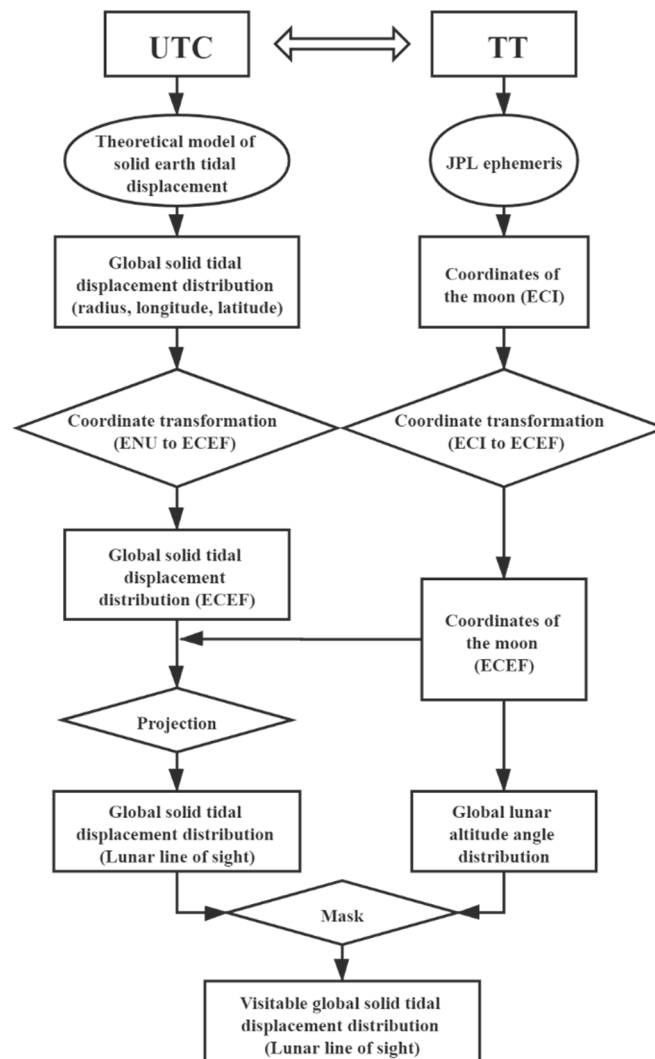 UTC
TT
Theoretical model of
solid earth tidal
displacement
JPL ephemeris
Global solid tidal
displacement distribution
(radius, longitude, latitude)
Coordinates of
the moon (ECI)
Coordinate transformation
(ENU to ECEF)
Coordinate transformation
(ECI to ECEF)
Global solid tidal
displacement
distribution (ECEF)
Coordinates of
the moon
(ECEF)
Projection
Global solid tidal
displacement distribution
(Lunar line of sight)
Global lunar
altitude angle
distribution
Mask
Visitable global solid tidal
displacement distribution
(Lunar line of sight)